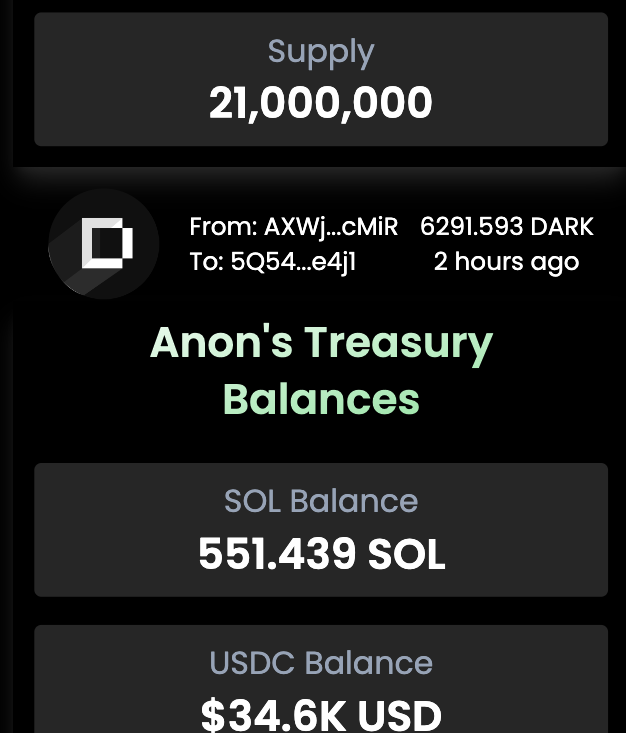 Supply
21,000,000
From: AXWj...cMiR 6291.593 DARK
To: 5Q54...e4j1 2 hours ago
Anon's Treasury
Balances
SOL Balance
551.439 SOL
USDC Balance
$34.6K USD